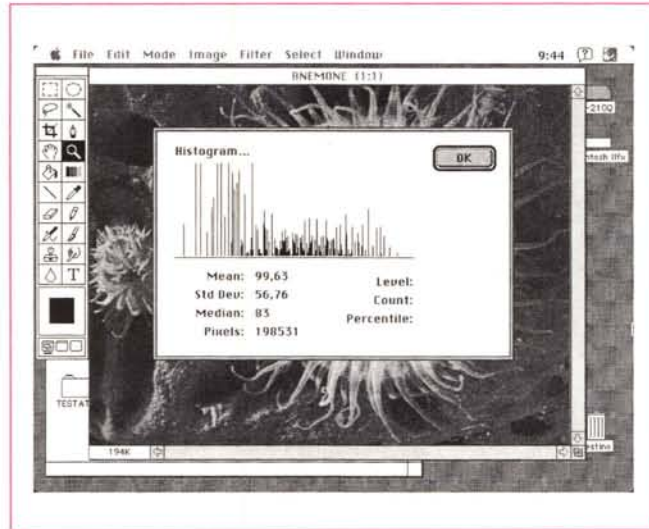 File Edit Mode Image Filter Select Window 9:44
ANEMONE (1:1)
Histogram...
OK
Mean: 99,63
Std Dev: 56,76
Median: 83
Pixels: 198531
Level:
Count:
Percentile:
T
194K